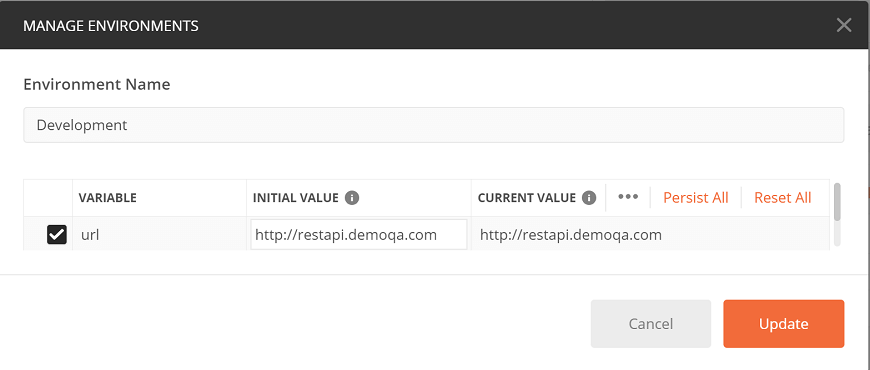 MANAGE ENVIRONMENTS
Environment Name
Development
VARIABLE INITIAL VALUE CURRENT VALUE Persist All Reset All
url http://restapi.demoqa.com http://restapi.demoqa.com
Cancel Update